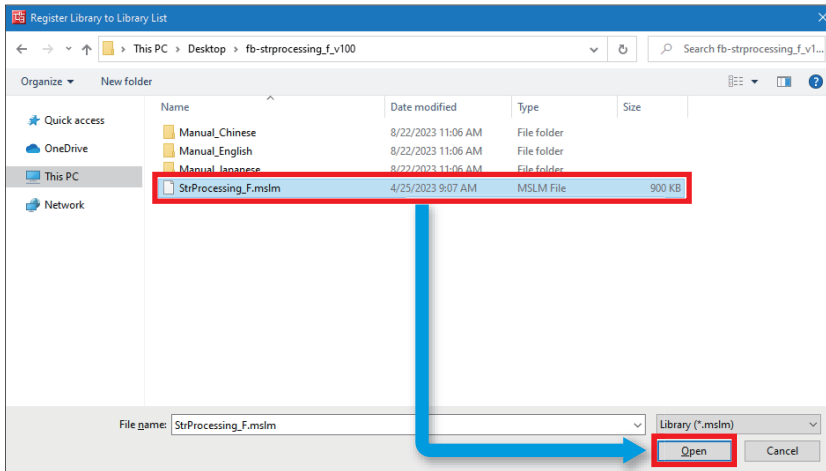 Register Library to Library List
This PC > Desktop > fb-strprocessing_f_v100
Search fb-strprocessing_f_v1...
Organize New folder
Name Date modified Type Size
Quick access
OneDrive
This PC
Network
Manual_Chinese 8/22/2023 11:06 AM File folder
Manual_English 8/22/2023 11:06 AM File folder
Manual_Japanese 8/22/2023 11:06 AM File folder
StrProcessing_F.mslm 4/25/2023 9:07 AM MSLM File 900 KB
File name: StrProcessing_F.mslm Library (*.mslm)
Open Cancel